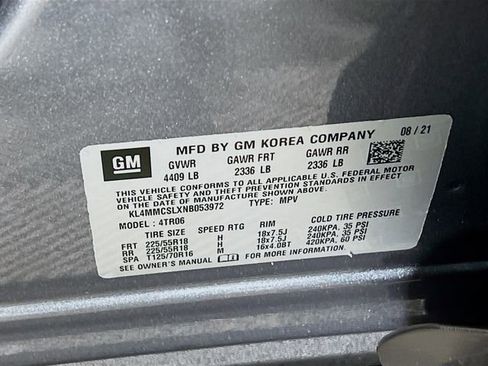 GM
MFD BY GM KOREA COMPANY 08 / 21
GVWR GAWR FRT GAWR RR
4409 LB 2336 LB 2336 LB
THIS VEHICLE CONFORMS TO ALL APPLICABLE U.S. FEDERAL MOTOR
VEHICLE SAFETY AND THEFT PREVENTION STANDARDS IN EFFECT ON
THE DATE OF MANUFACTURE SHOWN ABOVE.
KL4MMCSLXNB053972 TYPE: MPV
MODEL: 4TR06
TIRE SIZE SPEED RTG RIM COLD TIRE PRESSURE
FRT 225/55R18 H 18x7.5J 240KPA, 35 PSI
RR 225/55R18 H 18x7.5J 240KPA, 35 PSI
SPA T125/70R16 M 16x4.0BT 420KPA, 60 PSI
SEE OWNER'S MANUAL FOR MORE INFORMATION.